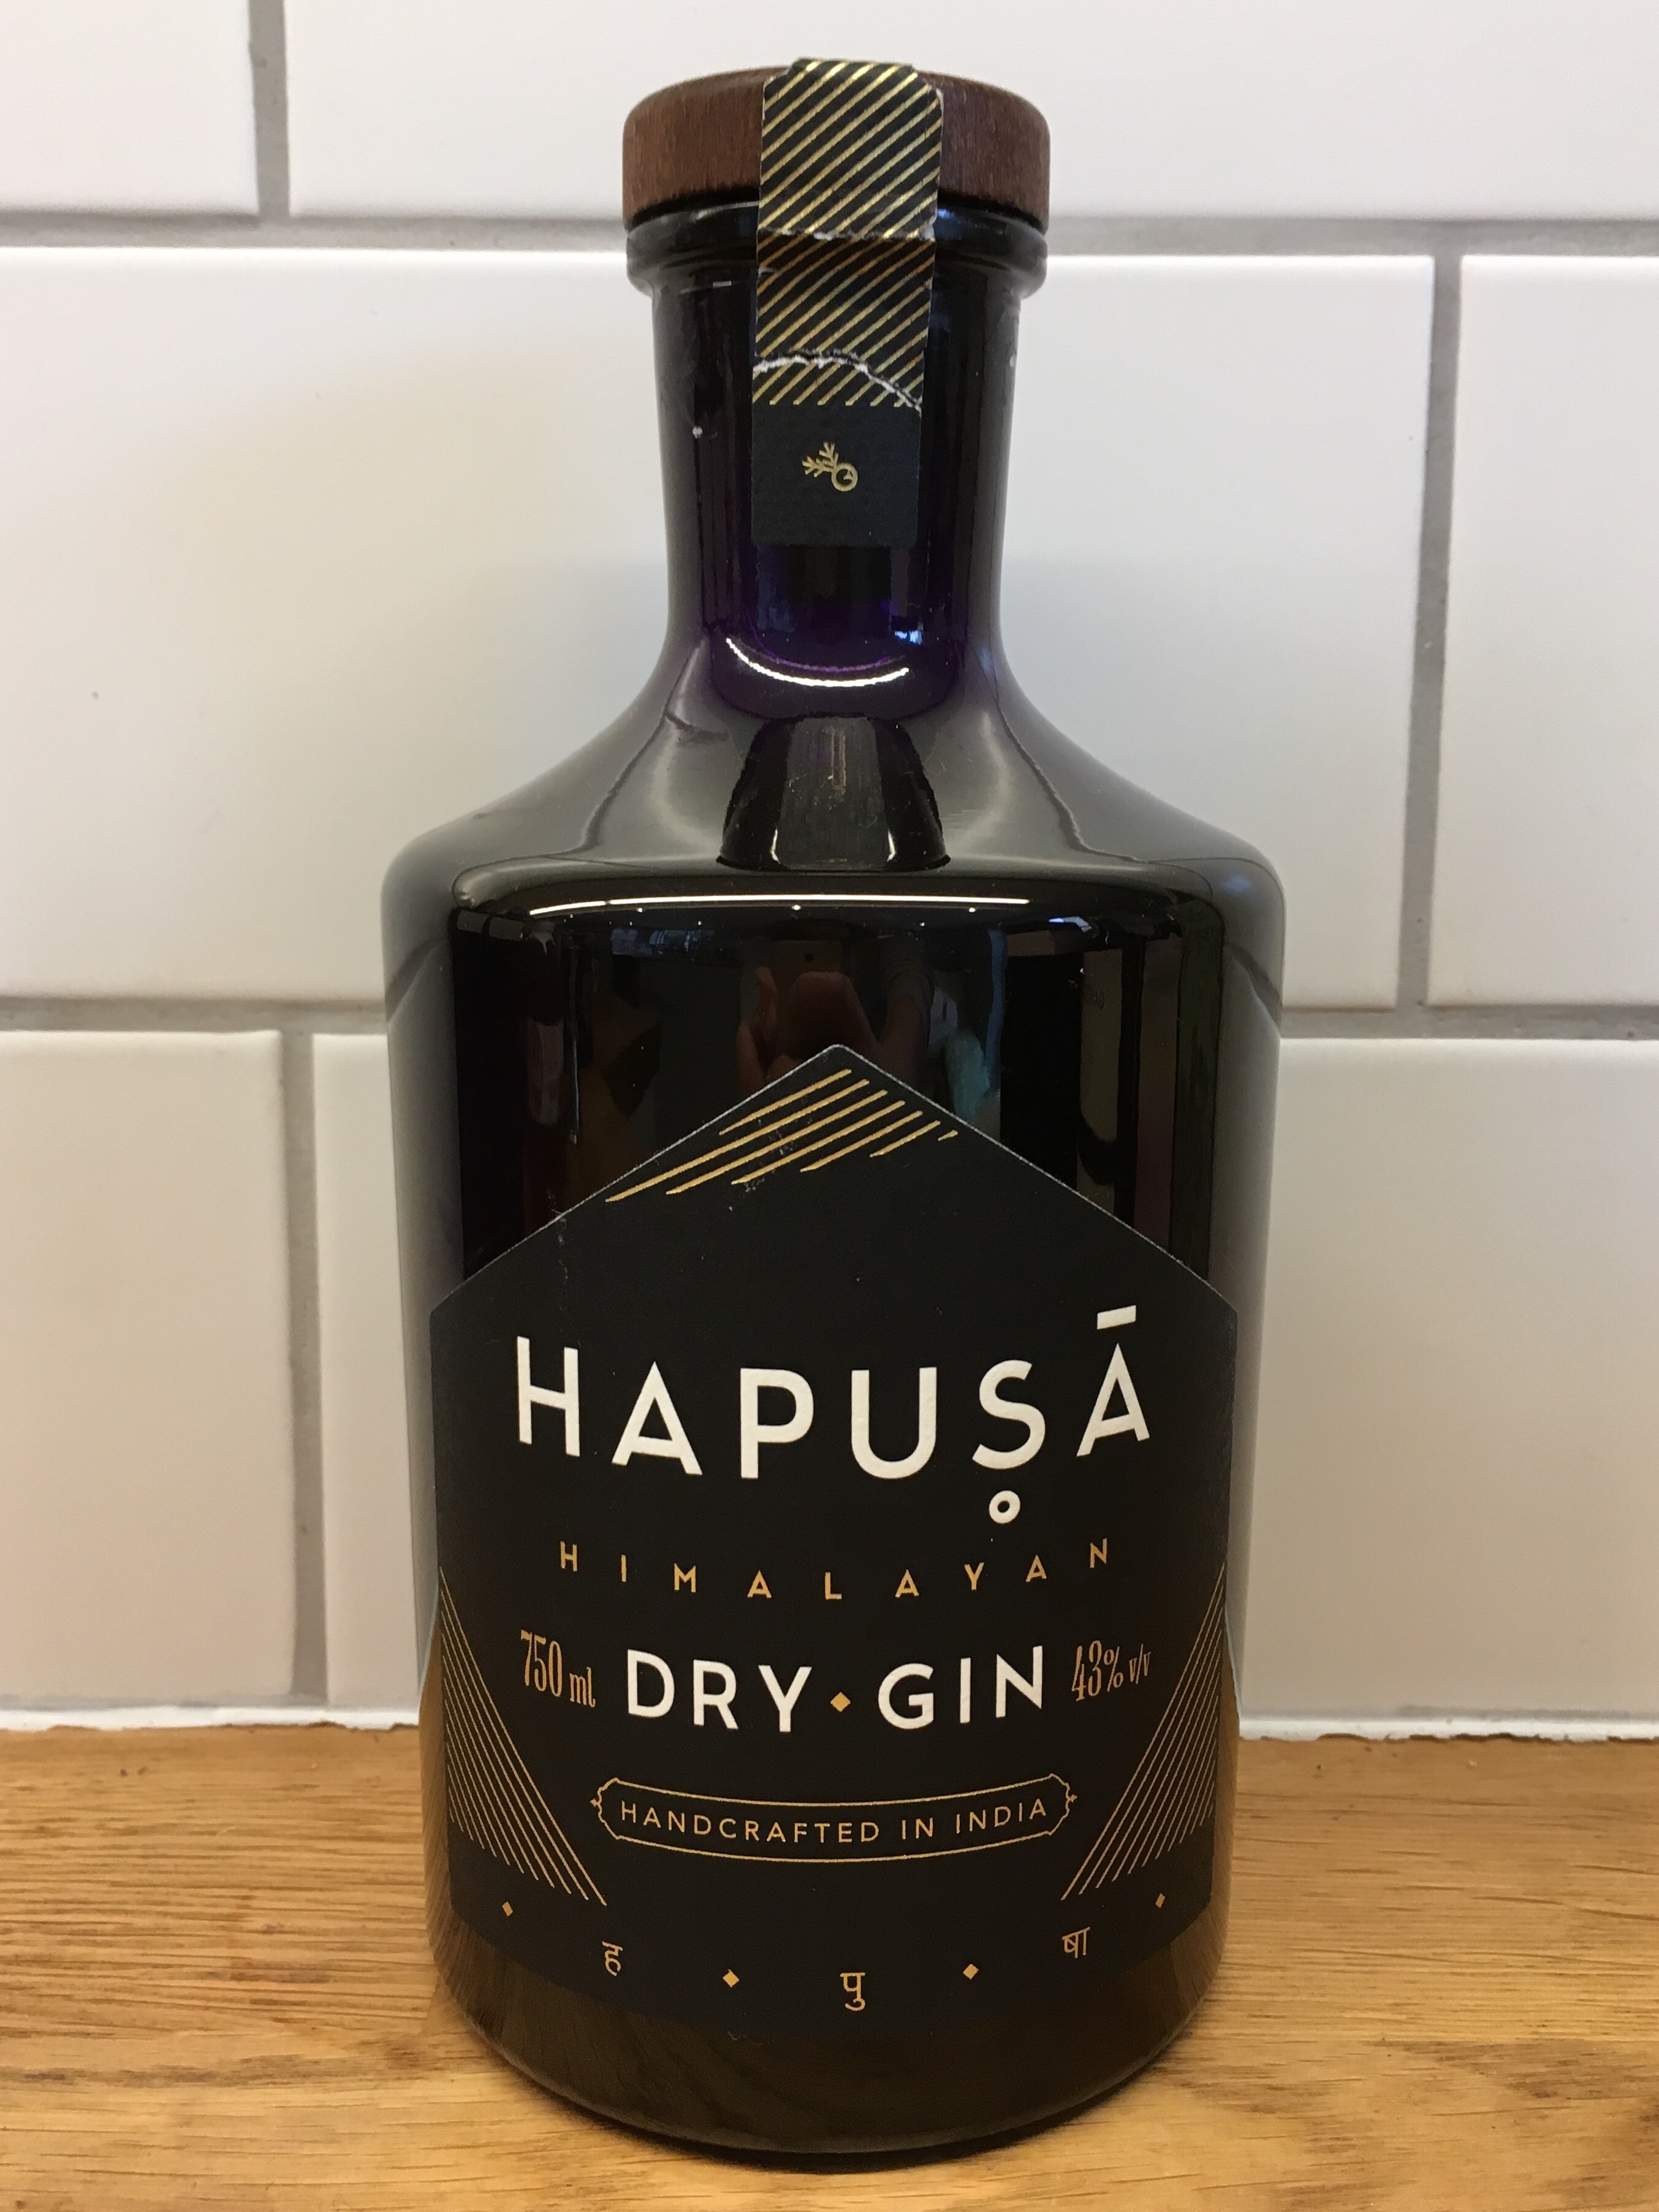 HAPUṢĀ
HIMALAYAN
750 ml DRY GIN 43% v/v
HANDCRAFTED IN INDIA
ह पु षा